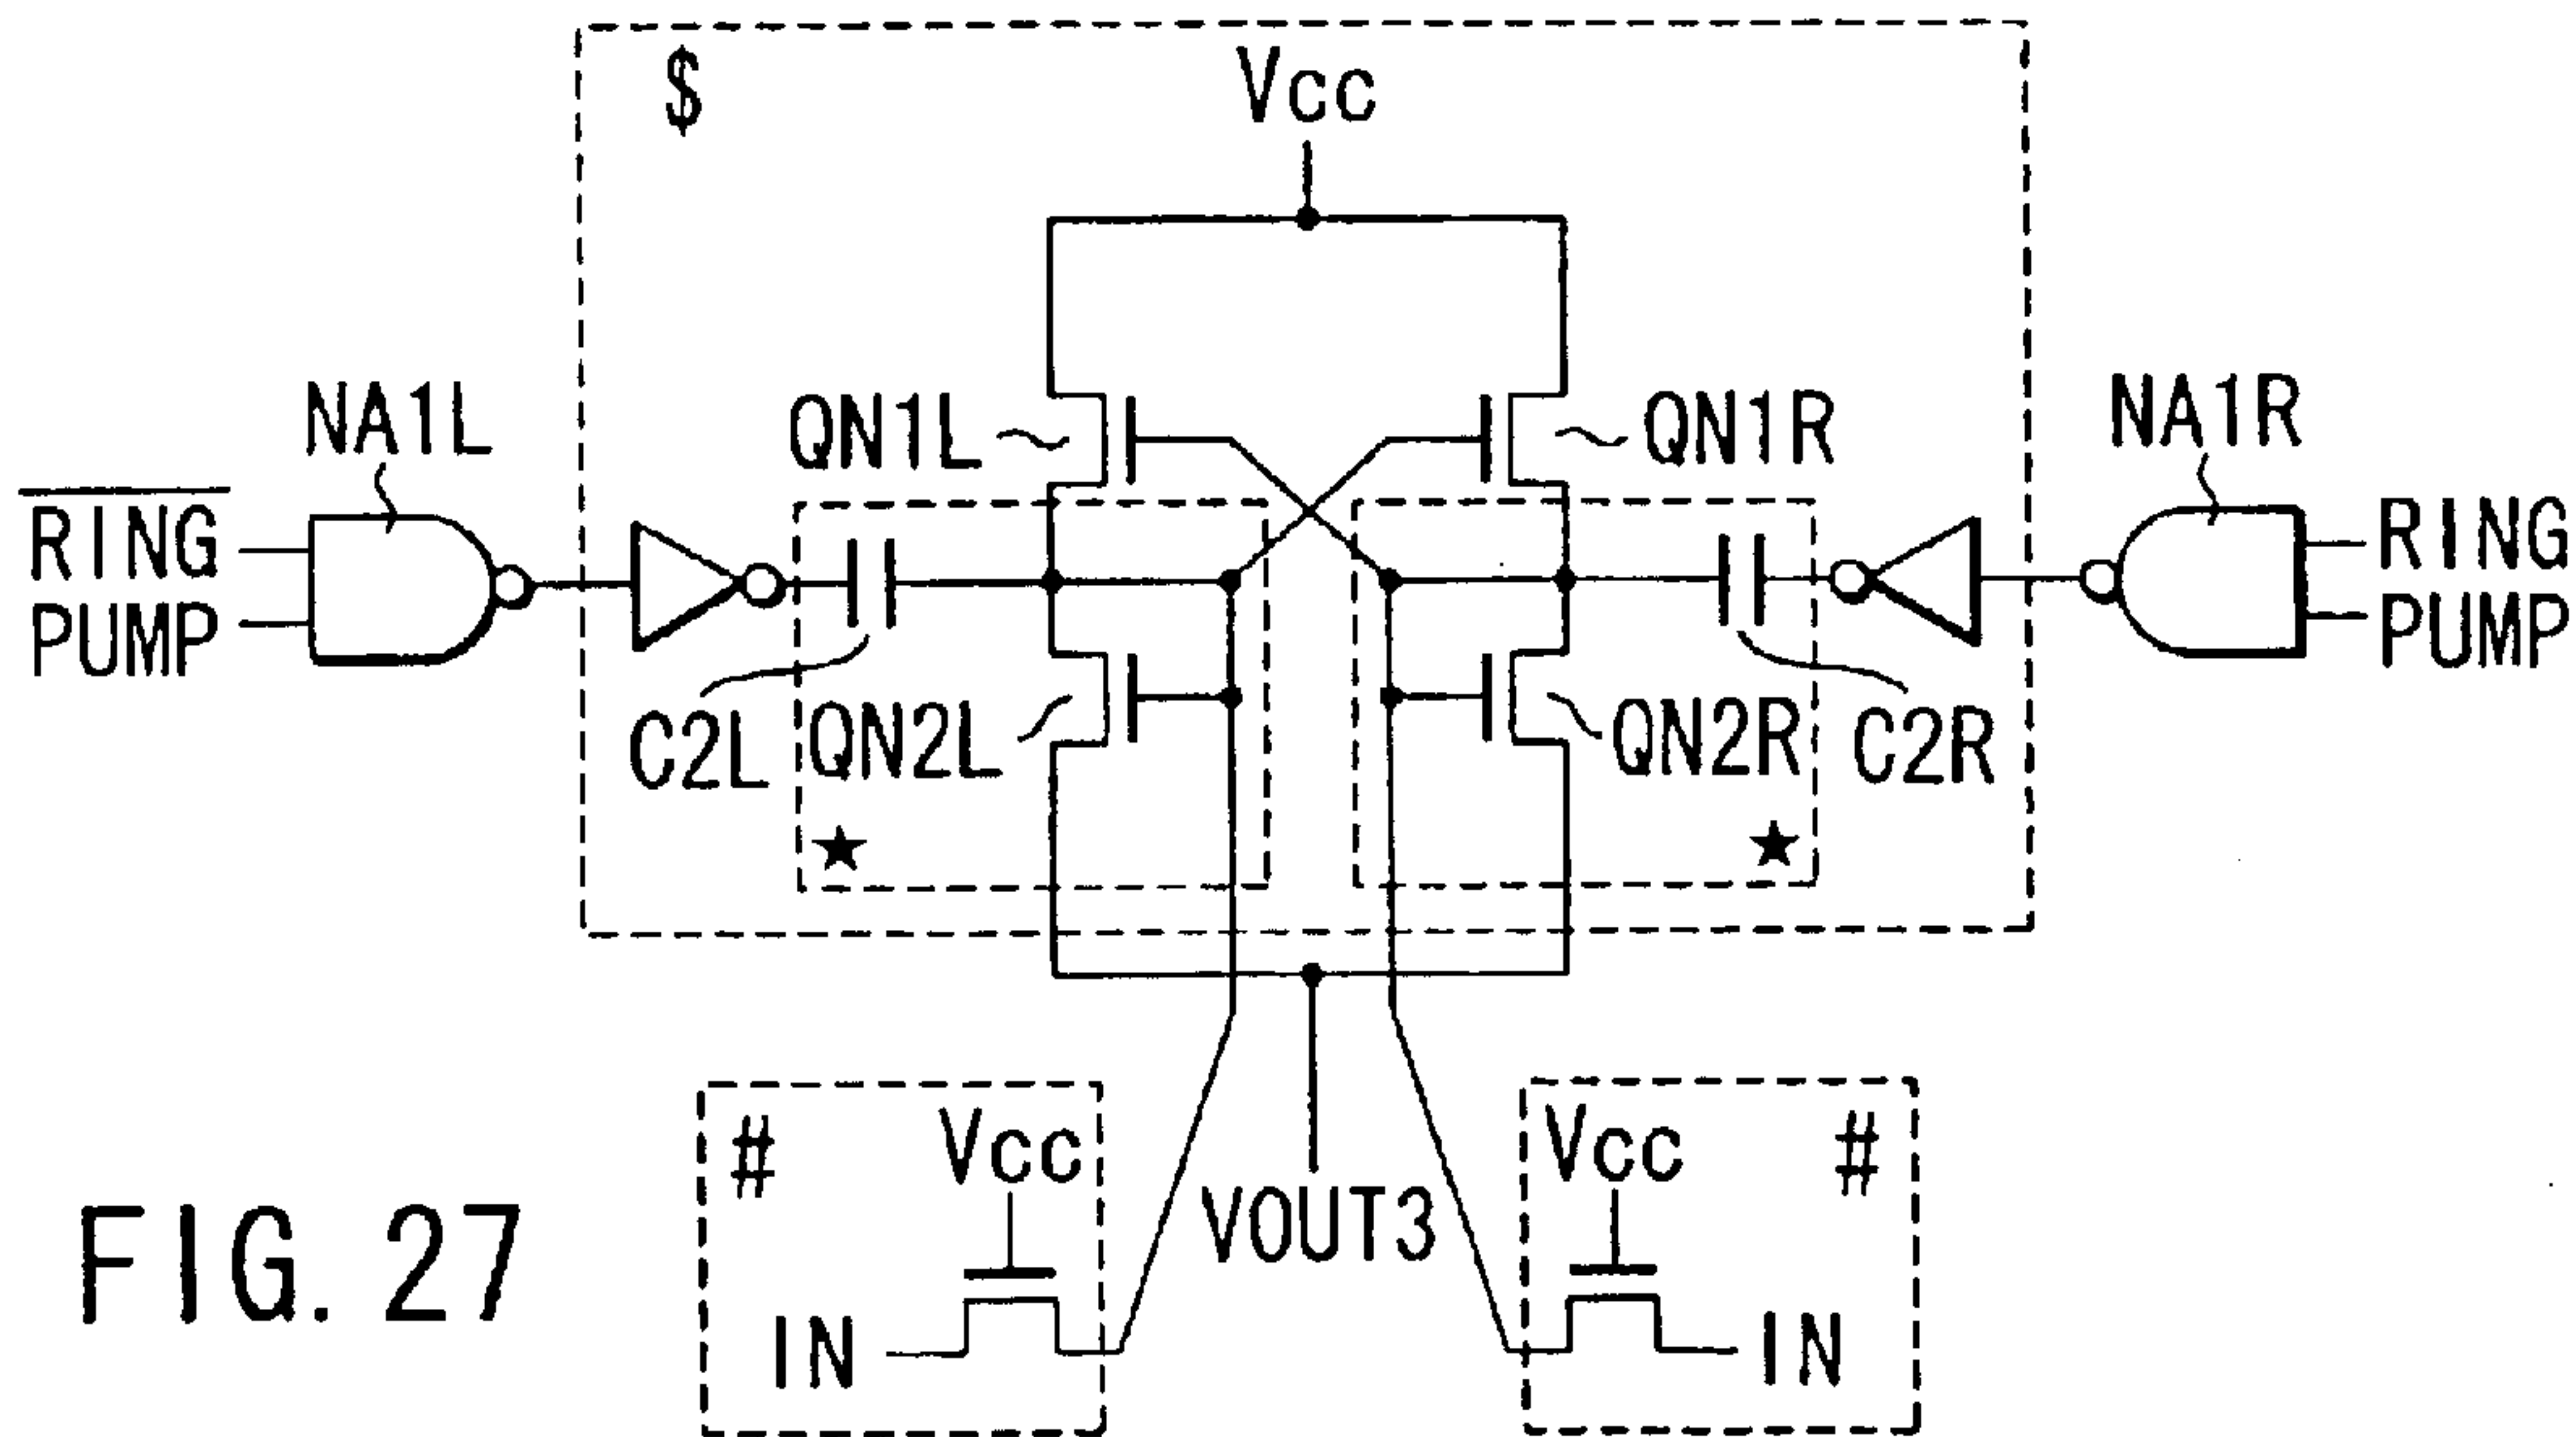 $
Vcc
NA1L
QN1L
QN1R
NA1R
RING
PUMP
RING
PUMP
C2L
QN2L
QN2R
C2R
★
★
#
Vcc
Vcc
#
VOUT3
IN
IN
FIG. 27